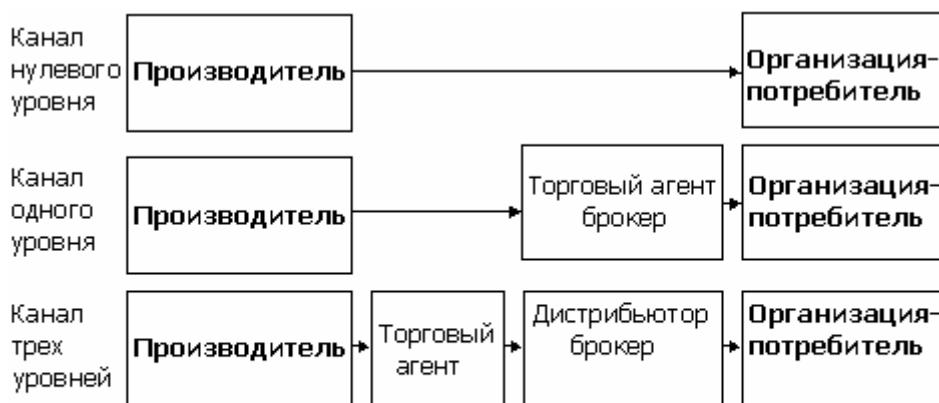 Канал
нулевого
уровня
Производитель
Организация-
потребитель
Канал
одного
уровня
Производитель
Торговый агент
брокер
Организация-
потребитель
Канал
трех
уровней
Производитель
Торговый
агент
Дистрибьютор
брокер
Организация-
потребитель